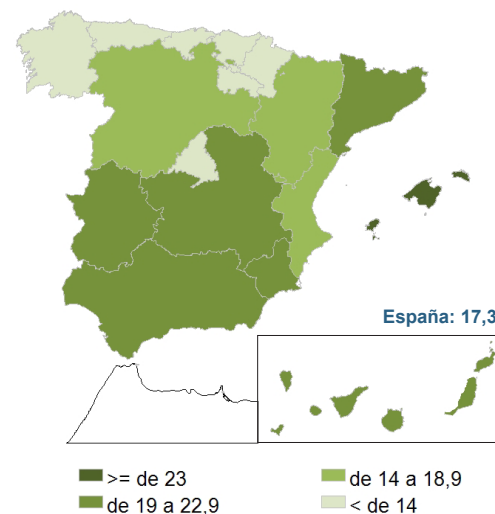 España: 17,3
>= de 23
de 14 a 18,9
de 19 a 22,9
< de 14